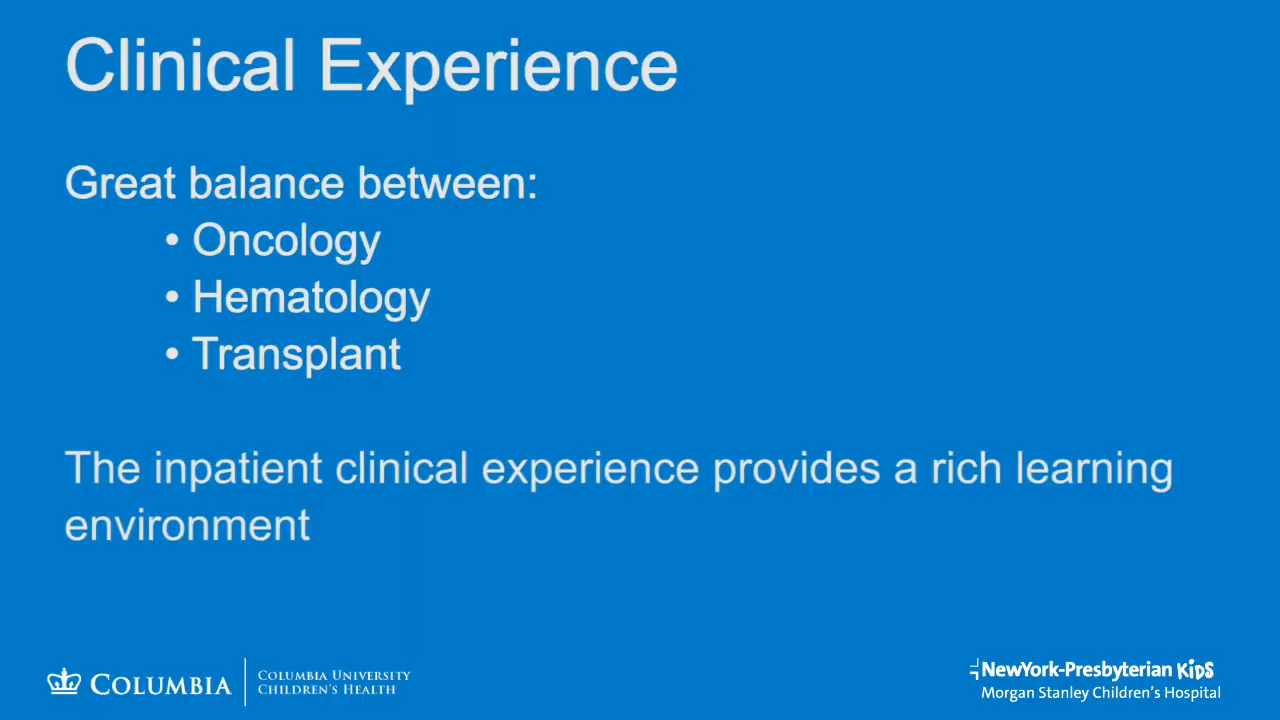 Clinical Experience
Great balance between:
• Oncology
• Hematology
• Transplant
The inpatient clinical experience provides a rich learning
environment
COLUMBIA
COLUMBIA UNIVERSITY
CHILDREN'S HEALTH
NewYork-Presbyterian KiDS
Morgan Stanley Children's Hospital